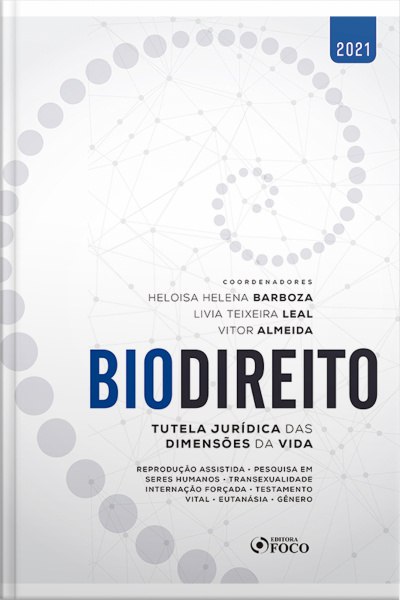 2021
COORDENADORES
HELOISA HELENA BARBOZA
LIVIA TEIXEIRA LEAL
VITOR ALMEIDA
BIODIREITO
TUTELA JURÍDICA DAS
DIMENSÕES DA VIDA
REPRODUÇÃO ASSISTIDA • PESQUISA EM
SERES HUMANOS • TRANSEXUALIDADE
INTERNAÇÃO FORÇADA • TESTAMENTO
VITAL • EUTANÁSIA • GÊNERO
EDITORA
FOCO